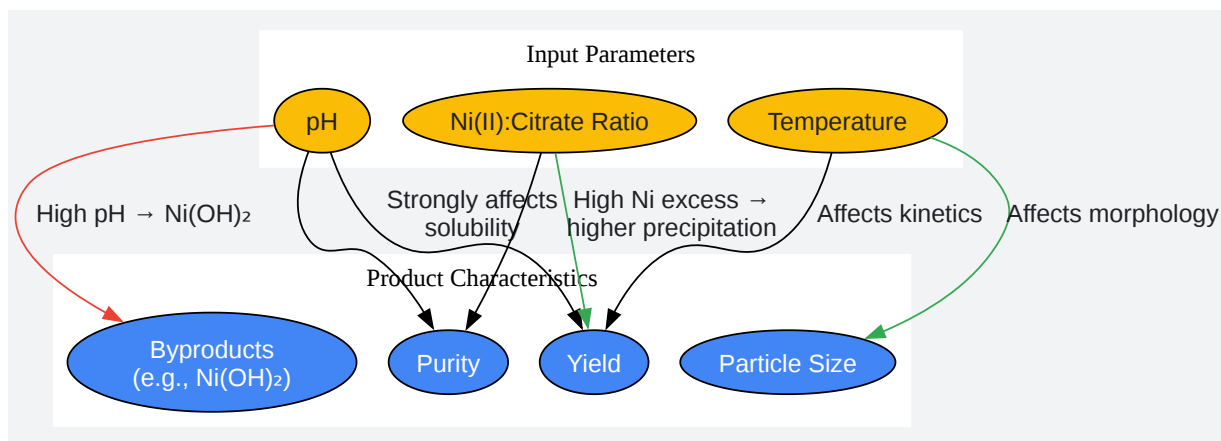 Input Parameters
pH
Ni(II):Citrate Ratio
Temperature
High pH → Ni(OH)₂
Strongly affects
solubility
High Ni excess →
higher precipitation
Affects kinetics
Affects morphology
Product Characteristics
Byproducts
(e.g., Ni(OH)₂)
Purity
Yield
Particle Size